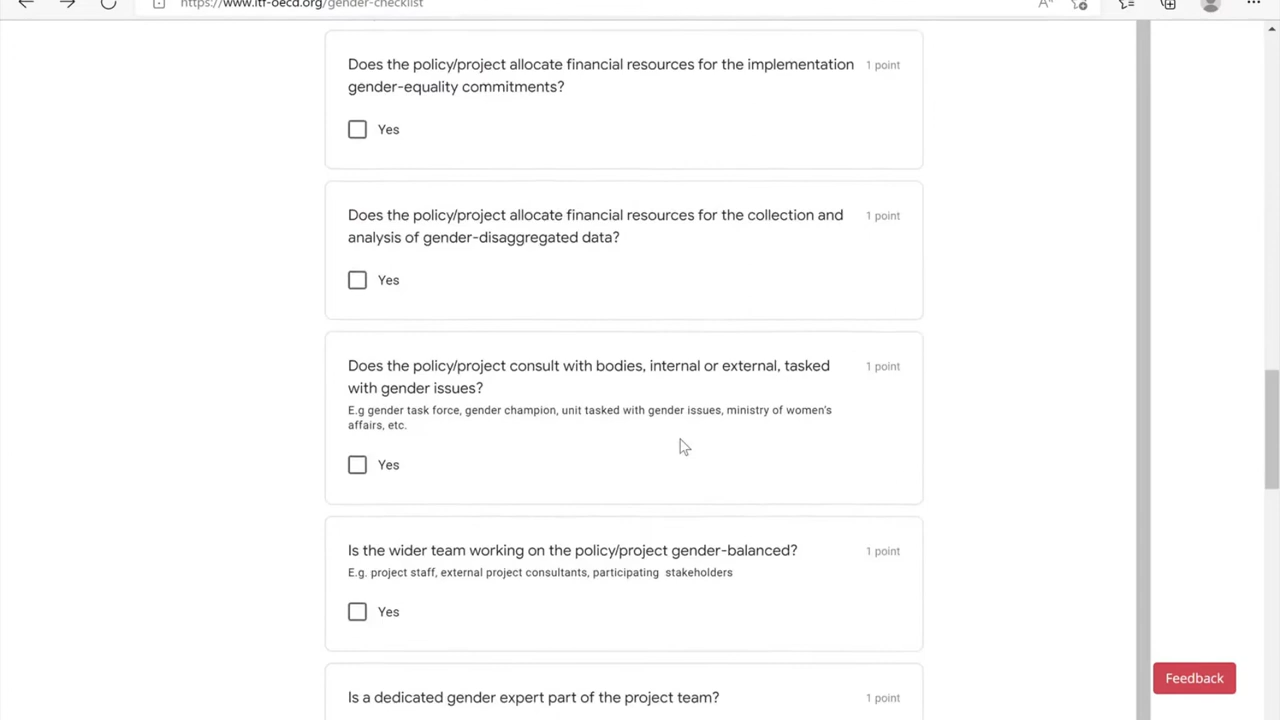 https://www.itf-oecd.org/gender-checklist
Does the policy/project allocate financial resources for the implementation 1 point
gender-equality commitments?
Yes
Does the policy/project allocate financial resources for the collection and 1 point
analysis of gender-disaggregated data?
Yes
Does the policy/project consult with bodies, internal or external, tasked 1 point
with gender issues?
E.g gender task force, gender champion, unit tasked with gender issues, ministry of women's
affairs, etc.
Yes
Is the wider team working on the policy/project gender-balanced? 1 point
E.g. project staff, external project consultants, participating stakeholders
Yes
Feedback
Is a dedicated gender expert part of the project team? 1 point